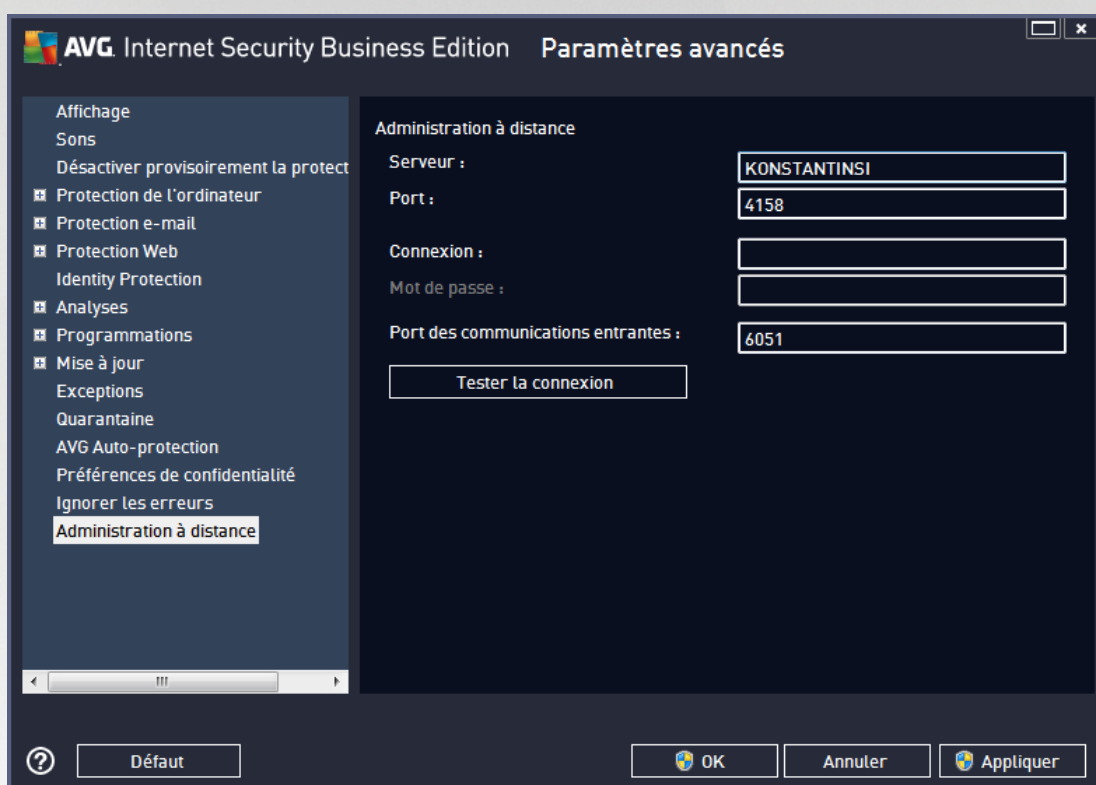 AVG. Internet Security Business Edition Paramètres avancés
Affichage
Sons
Désactiver provisoirement la protect
Protection de l'ordinateur
Protection e-mail
Protection Web
Identity Protection
Analyses
Programmations
Mise à jour
Exceptions
Quarantaine
AVG Auto-protection
Préférences de confidentialité
Ignorer les erreurs
Administration à distance
Administration à distance
Serveur : KONSTANTINSI
Port : 4158
Connexion :
Mot de passe :
Port des communications entrantes : 6051
Tester la connexion
Défaut
OK
Annuler
Appliquer